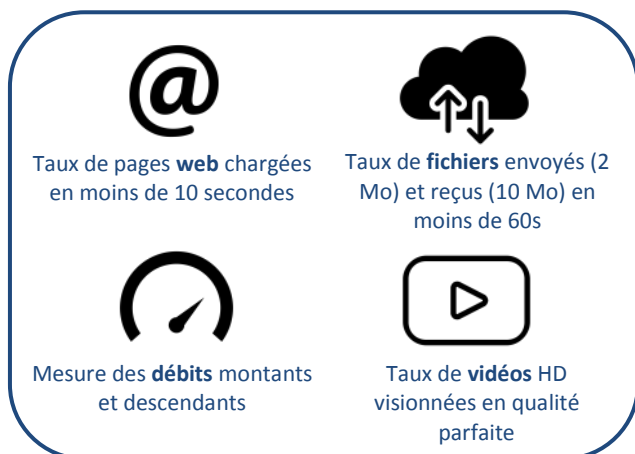 @
Taux de pages web chargées
en moins de 10 secondes
Taux de fichiers envoyés (2
Mo) et reçus (10 Mo) en
moins de 60s
Mesure des débits montants
et descendants
Taux de vidéos HD
visionnées en qualité
parfaite